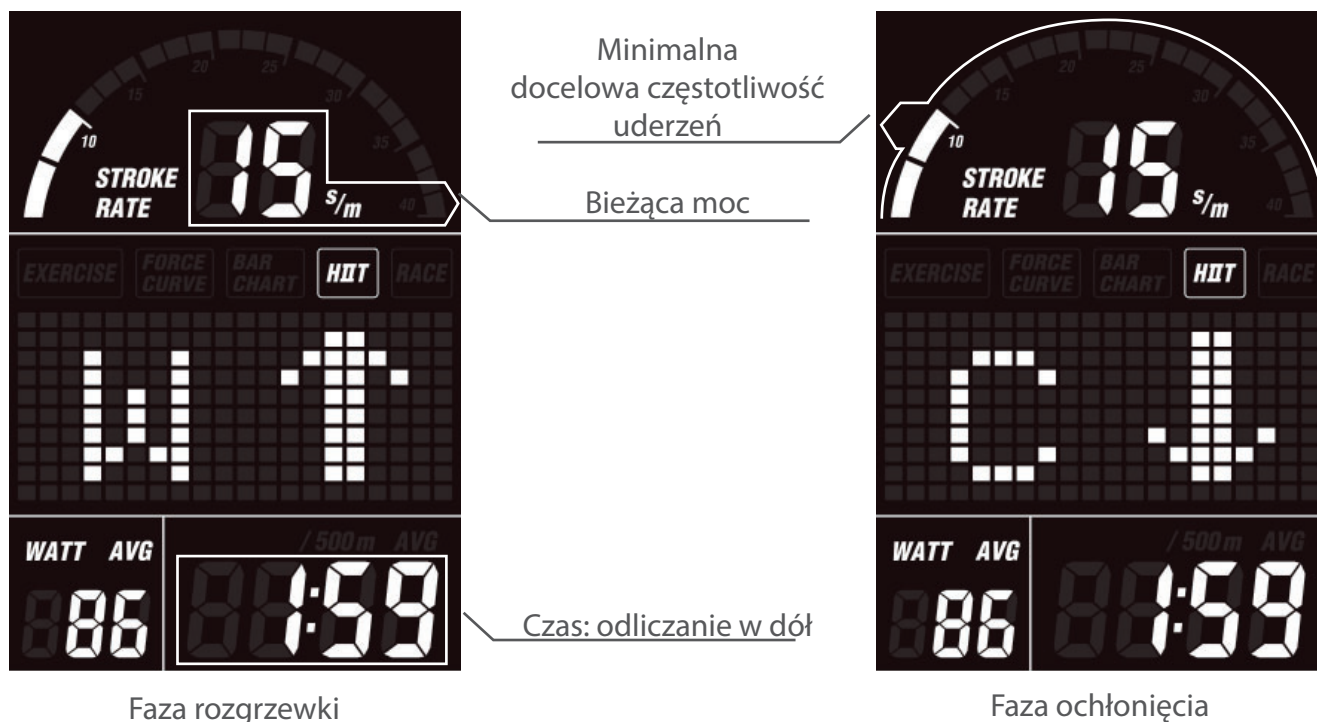 20 25
15 30
10 35
40
STROKE
RATE
15 s/m
EXERCISE FORCE CURVE BAR CHART HIIT RACE
W
WATT AVG
/ 500 m AVG
86
1:59
Faza rozgrzewki
Minimalna
docelowa częstotliwość
uderzeń
Bieżąca moc
Czas: odliczanie w dół
20 25
15 30
10 35
40
STROKE
RATE
15 s/m
EXERCISE FORCE CURVE BAR CHART HIIT RACE
C
WATT AVG
/ 500 m AVG
86
1:59
Faza ochłonięcia